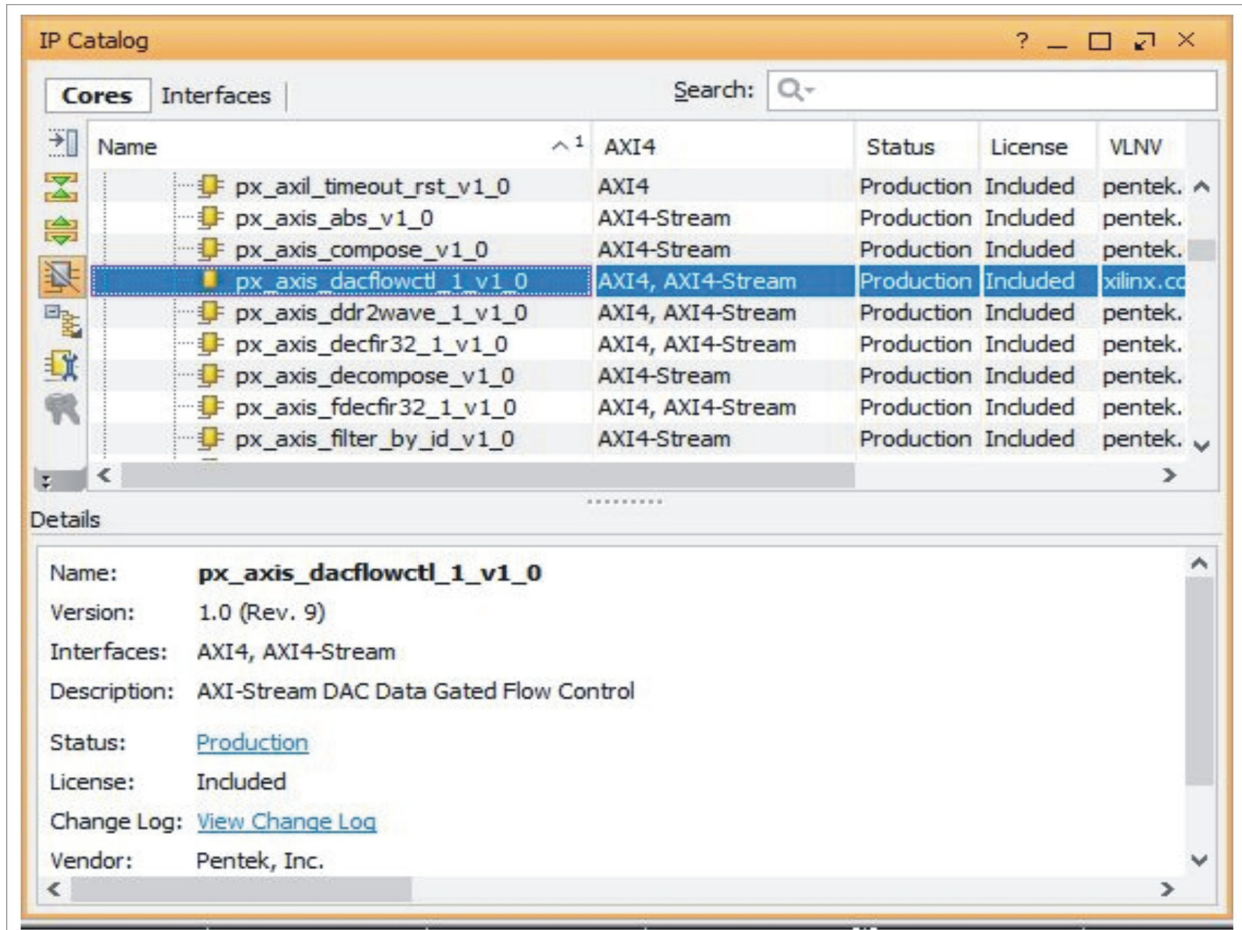 IP Catalog
Cores Interfaces Search:
Name 1 AXI4 Status License VLNV
px_axil_timeout_rst_v1_0 AXI4 Production Included pentek.
px_axis_abs_v1_0 AXI4-Stream Production Included pentek.
px_axis_compose_v1_0 AXI4-Stream Production Included pentek.
px_axis_dacflowctl_1_v1_0 AXI4, AXI4-Stream Production Included xilinx.co
px_axis_ddr2wave_1_v1_0 AXI4, AXI4-Stream Production Included pentek.
px_axis_decfir32_1_v1_0 AXI4, AXI4-Stream Production Included pentek.
px_axis_decompose_v1_0 AXI4-Stream Production Included pentek.
px_axis_fdecfir32_1_v1_0 AXI4, AXI4-Stream Production Included pentek.
px_axis_filter_by_id_v1_0 AXI4-Stream Production Included pentek.
Details
Name: px_axis_dacflowctl_1_v1_0
Version: 1.0 (Rev. 9)
Interfaces: AXI4, AXI4-Stream
Description: AXI-Stream DAC Data Gated Flow Control
Status: Production
License: Included
Change Log: View Change Log
Vendor: Pentek, Inc.